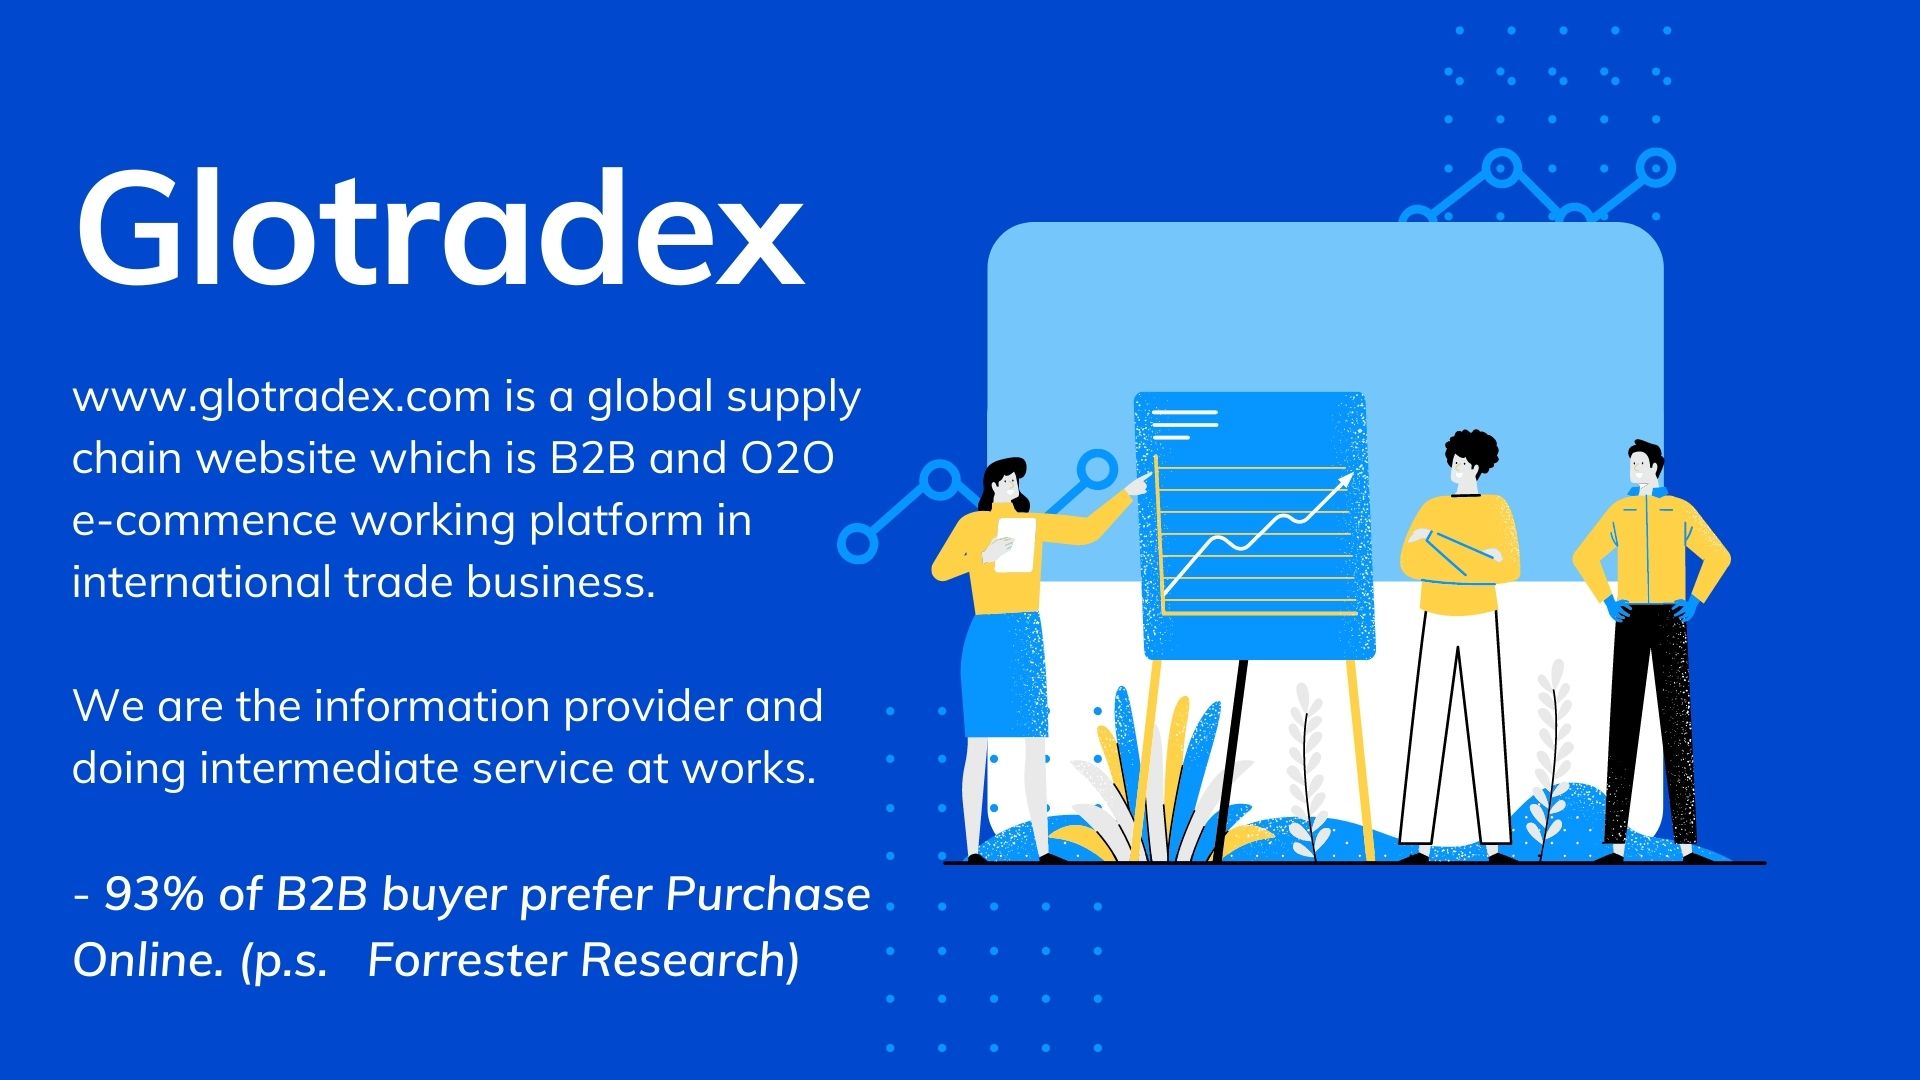 Glotradex
www.glotradex.com is a global supply
chain website which is B2B and O2O
e-commence working platform in
international trade business.
We are the information provider and
doing intermediate service at works.
- 93% of B2B buyer prefer Purchase
Online. (p.s.   Forrester Research)